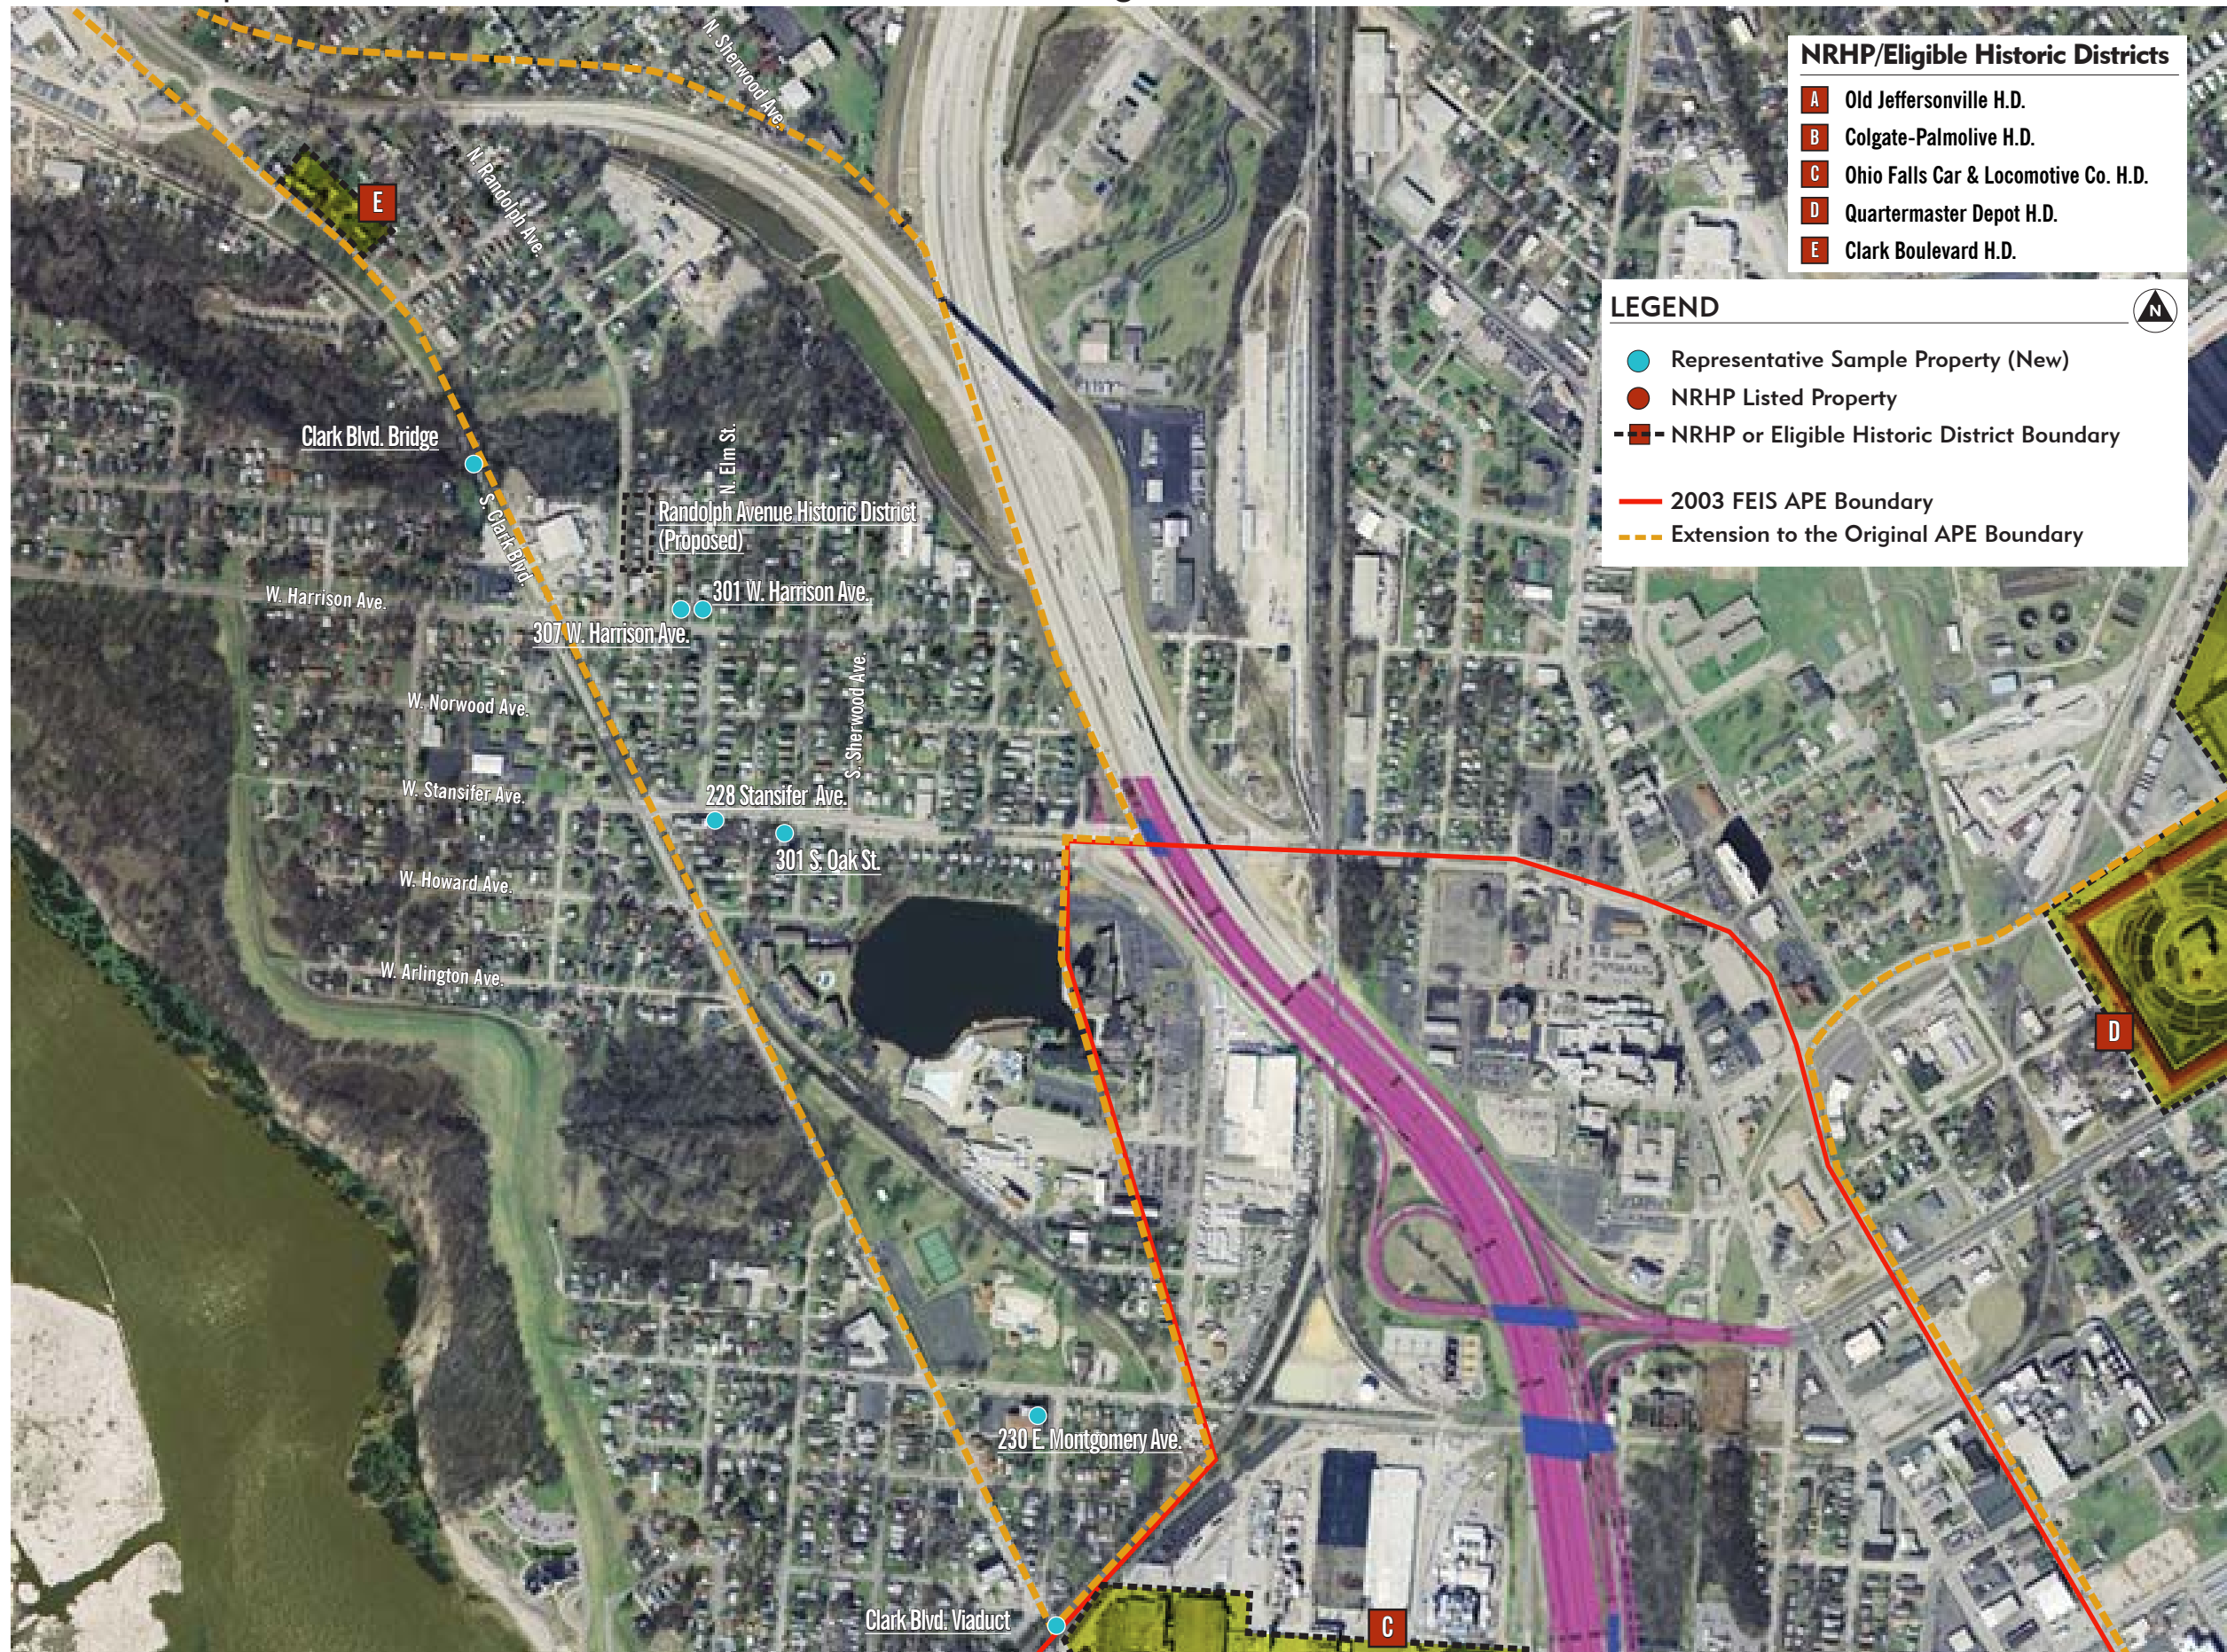 N. Sherwood Ave.
NRHP/Eligible Historic Districts
A Old Jeffersonville H.D.
B Colgate-Palmolive H.D.
C Ohio Falls Car & Locomotive Co. H.D.
D Quartermaster Depot H.D.
E Clark Boulevard H.D.
LEGEND
N
Representative Sample Property (New)
NRHP Listed Property
NRHP or Eligible Historic District Boundary
2003 FEIS APE Boundary
Extension to the Original APE Boundary
E
N. Randolph Ave.
Clark Blvd. Bridge
N. Elm St.
S. Clark Blvd.
Randolph Avenue Historic District
(Proposed)
W. Harrison Ave.
301 W. Harrison Ave.
307 W. Harrison Ave.
S. Sherwood Ave.
W. Norwood Ave.
W. Stansifer Ave.
228 Stansifer Ave.
301 S. Oak St.
W. Howard Ave.
W. Arlington Ave.
D
230 E. Montgomery Ave.
Clark Blvd. Viaduct
C